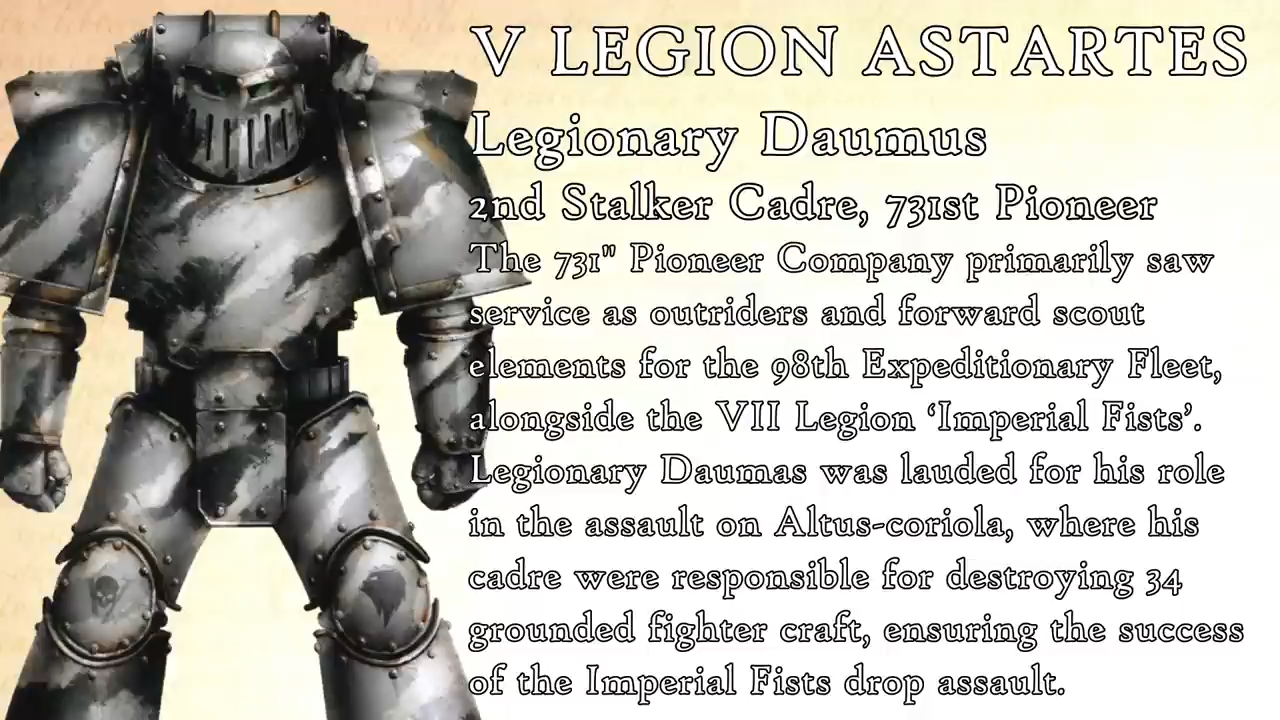 V LEGION ASTARTES
Legionary Daumus
2nd Stalker Cadre, 731st Pioneer
The 731" Pioneer Company primarily saw
service as outriders and forward scout
elements for the 98th Expeditionary Fleet,
alongside the VII Legion ‘Imperial Fists’.
Legionary Daumas was lauded for his role
in the assault on Altus-coriola, where his
cadre were responsible for destroying 34
grounded fighter craft, ensuring the success
of the Imperial Fists drop assault.